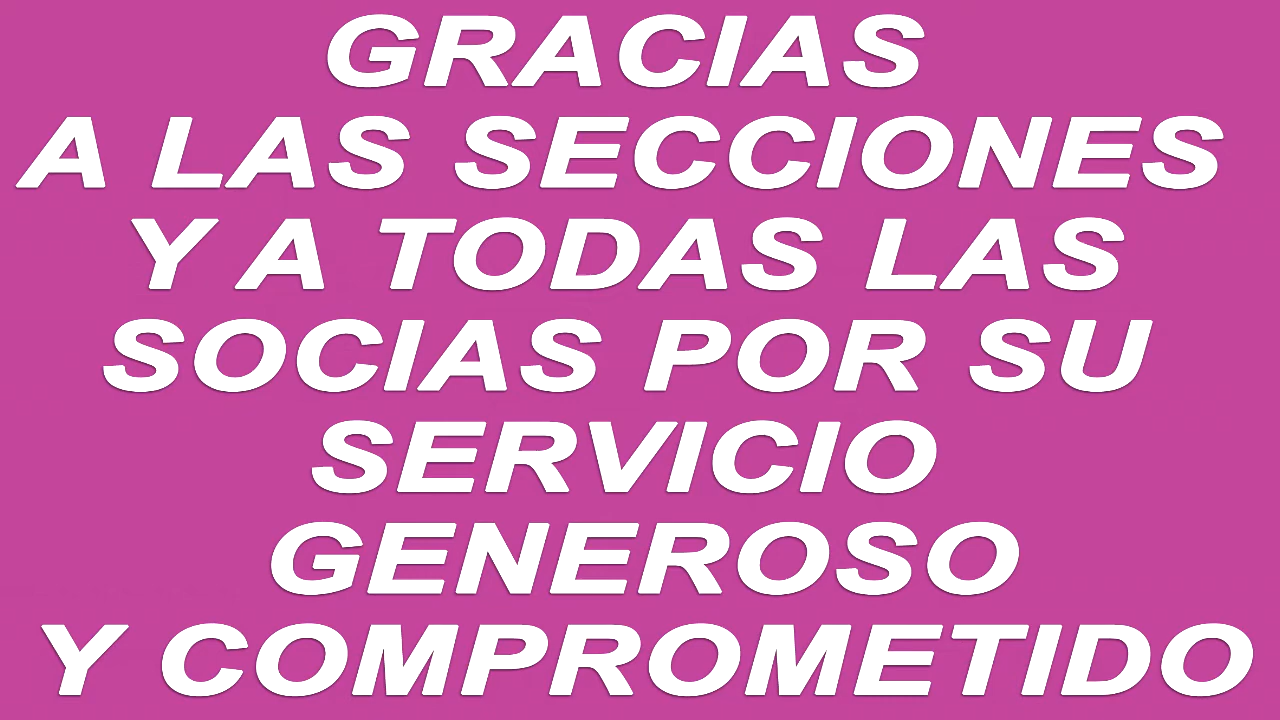 GRACIAS
A LAS SECCIONES
Y A TODAS LAS
SOCIAS POR SU
SERVICIO
GENEROSO
Y COMPROMETIDO